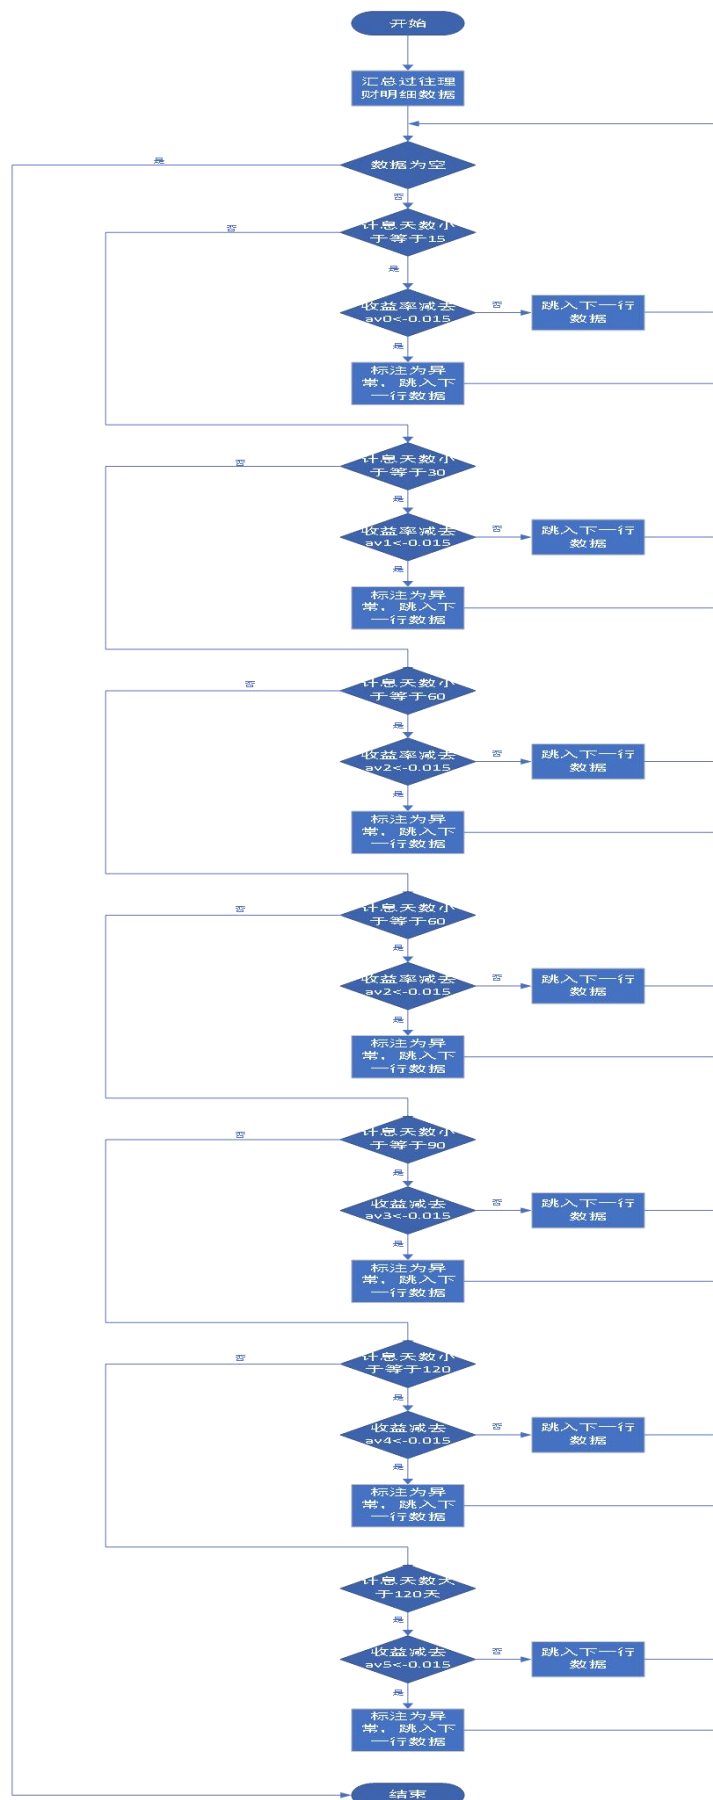 开始
汇总过往理
财明细数据
数据为空
是
否
计息天数小
于等于15
否
是
收益率减去
av0<-0.015
否
跳入下一行
数据
是
标注为异
常，跳入下
一行数据
计息天数小
于等于30
否
是
收益率减去
av1<-0.015
否
跳入下一行
数据
是
标注为异
常，跳入下
一行数据
计息天数小
于等于60
否
是
收益率减去
av2<-0.015
否
跳入下一行
数据
是
标注为异
常，跳入下
一行数据
计息天数小
于等于60
否
是
收益率减去
av2<-0.015
否
跳入下一行
数据
是
标注为异
常，跳入下
一行数据
计息天数小
于等于90
否
是
收益减去
av3<-0.015
否
跳入下一行
数据
是
标注为异
常，跳入下
一行数据
计息天数小
于等于120
否
是
收益减去
av4<-0.015
否
跳入下一行
数据
是
标注为异
常，跳入下
一行数据
计息天数大
于120天
是
收益减去
av5<-0.015
否
跳入下一行
数据
是
标注为异
常，跳入下
一行数据
结束